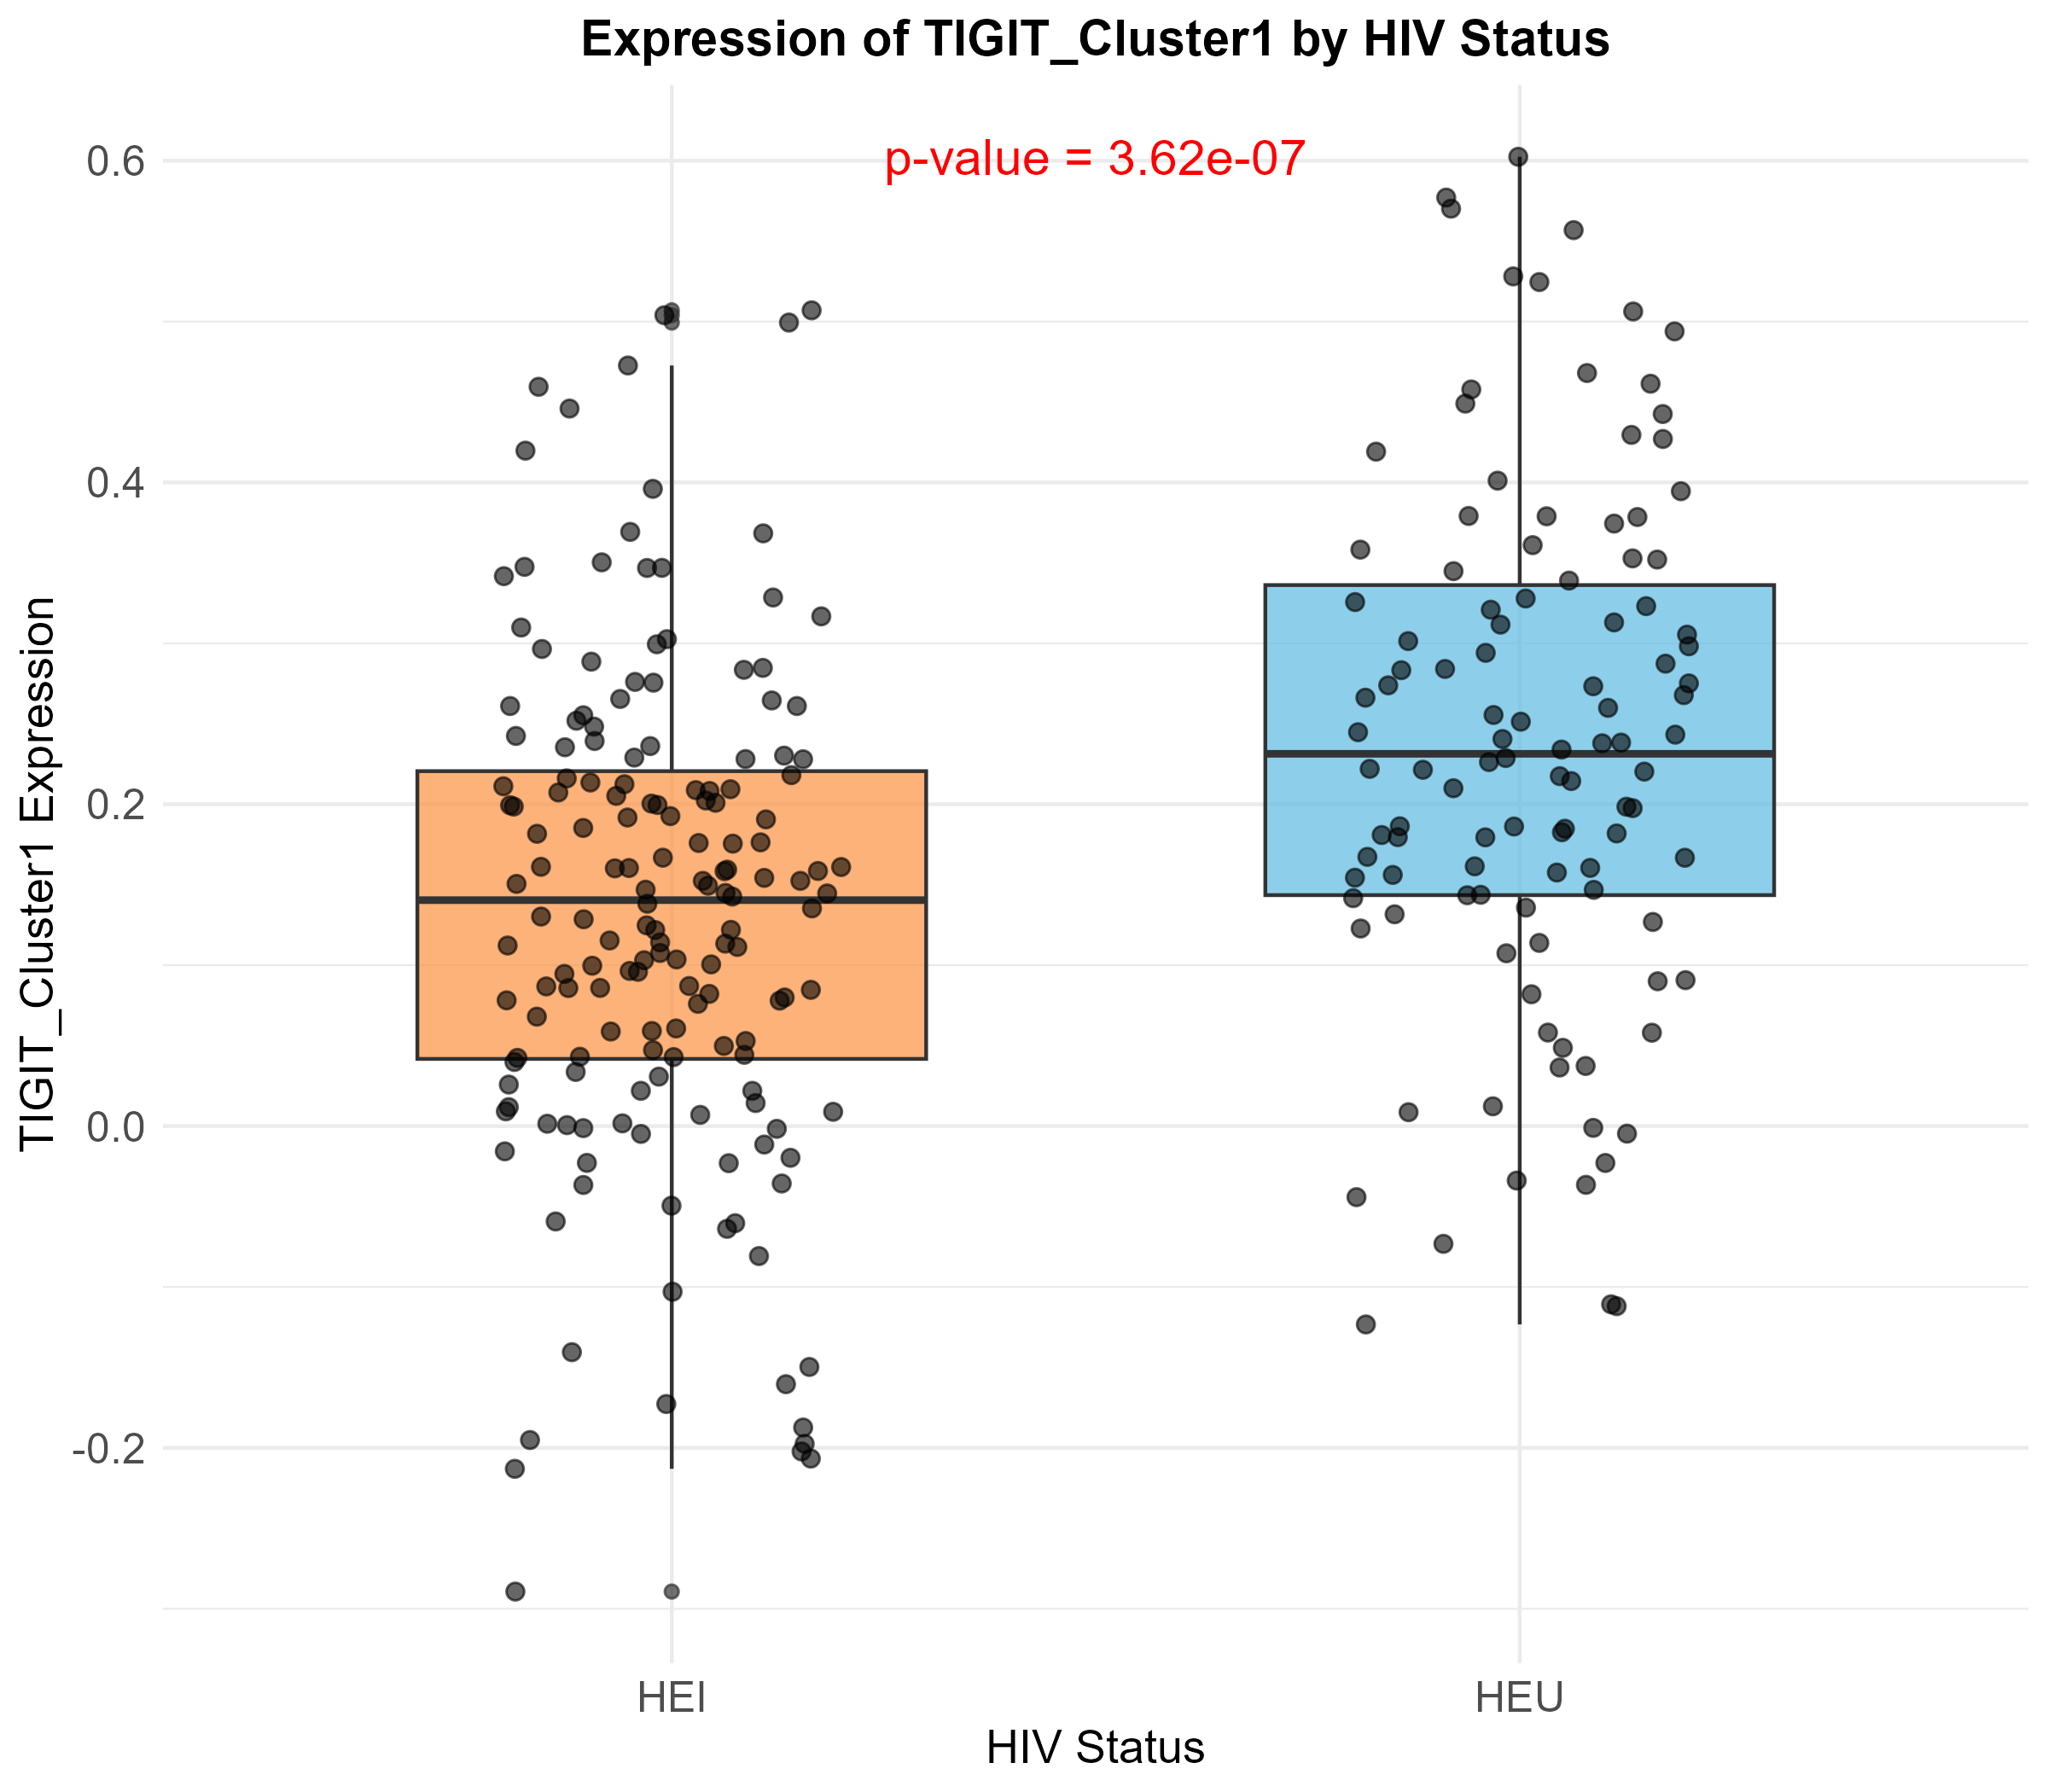 Expression of TIGIT_Cluster1 by HIV Status
p-value = 3.62e-07
0.6
0.4
0.2
0.0
-0.2
TIGIT_Cluster1 Expression
HEI
HEU
HIV Status